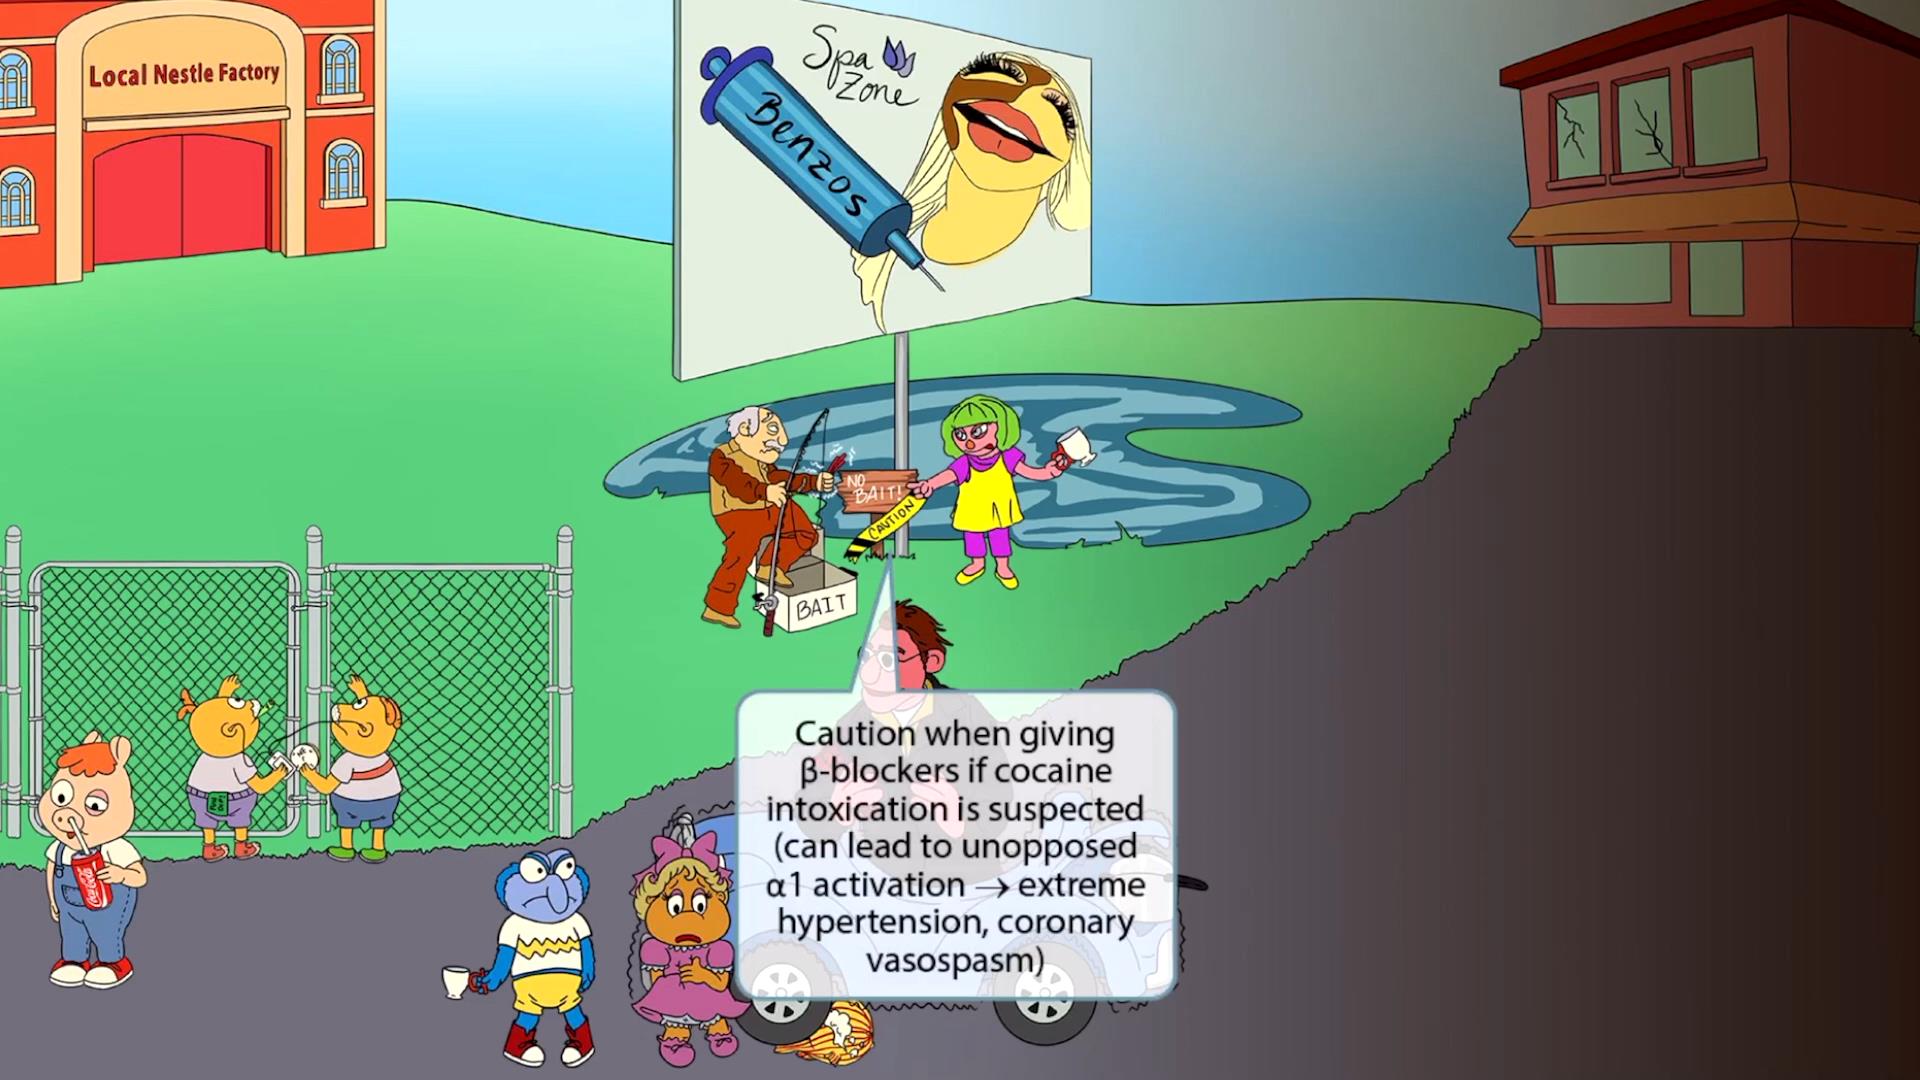 Local Nestle Factory
Spa
Zone
Benzos
NO
BAIT!
CAUTION
BAIT
Coca-Cola
Caution when giving
β-blockers if cocaine
intoxication is suspected
(can lead to unopposed
α1 activation → extreme
hypertension, coronary
vasospasm)